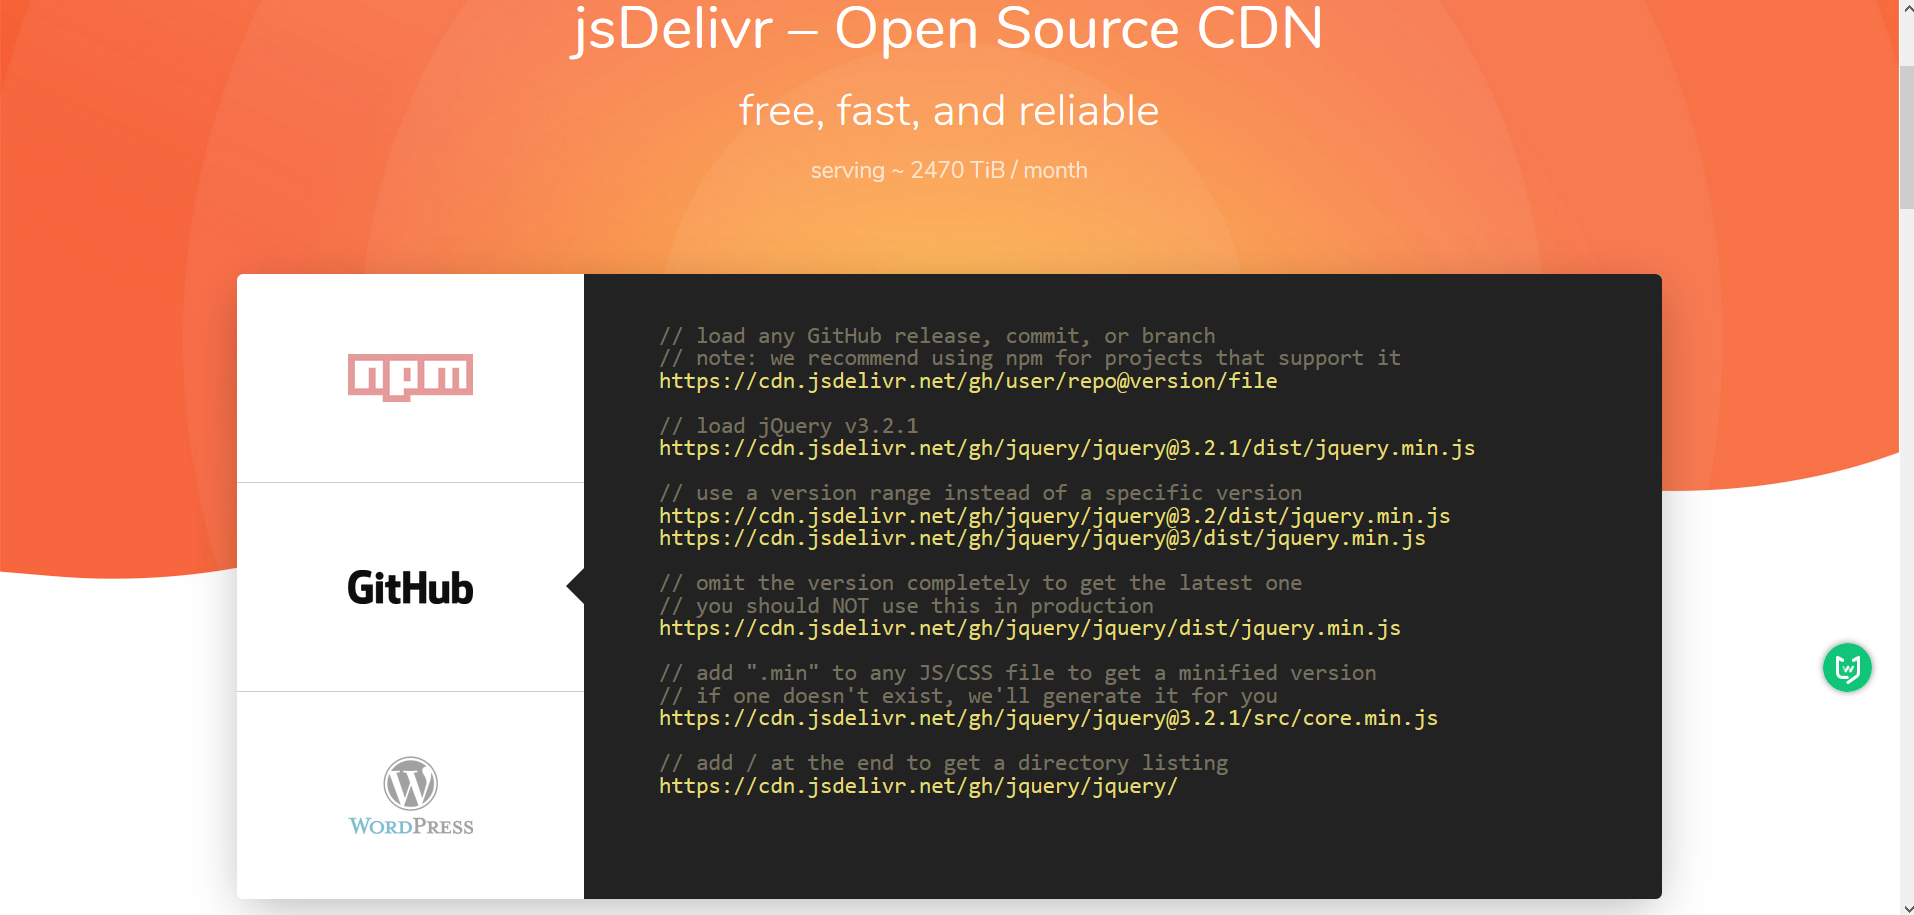 jsDelivr – Open Source CDN
free, fast, and reliable
serving ~ 2470 TiB / month
npm
GitHub
WORDPRESS
// load any GitHub release, commit, or branch
// note: we recommend using npm for projects that support it
https://cdn.jsdelivr.net/gh/user/repo@version/file
// load jQuery v3.2.1
https://cdn.jsdelivr.net/gh/jquery/jquery@3.2.1/dist/jquery.min.js
// use a version range instead of a specific version
https://cdn.jsdelivr.net/gh/jquery/jquery@3.2/dist/jquery.min.js
https://cdn.jsdelivr.net/gh/jquery/jquery@3/dist/jquery.min.js
// omit the version completely to get the latest one
// you should NOT use this in production
https://cdn.jsdelivr.net/gh/jquery/jquery/dist/jquery.min.js
// add ".min" to any JS/CSS file to get a minified version
// if one doesn't exist, we'll generate it for you
https://cdn.jsdelivr.net/gh/jquery/jquery@3.2.1/src/core.min.js
// add / at the end to get a directory listing
https://cdn.jsdelivr.net/gh/jquery/jquery/